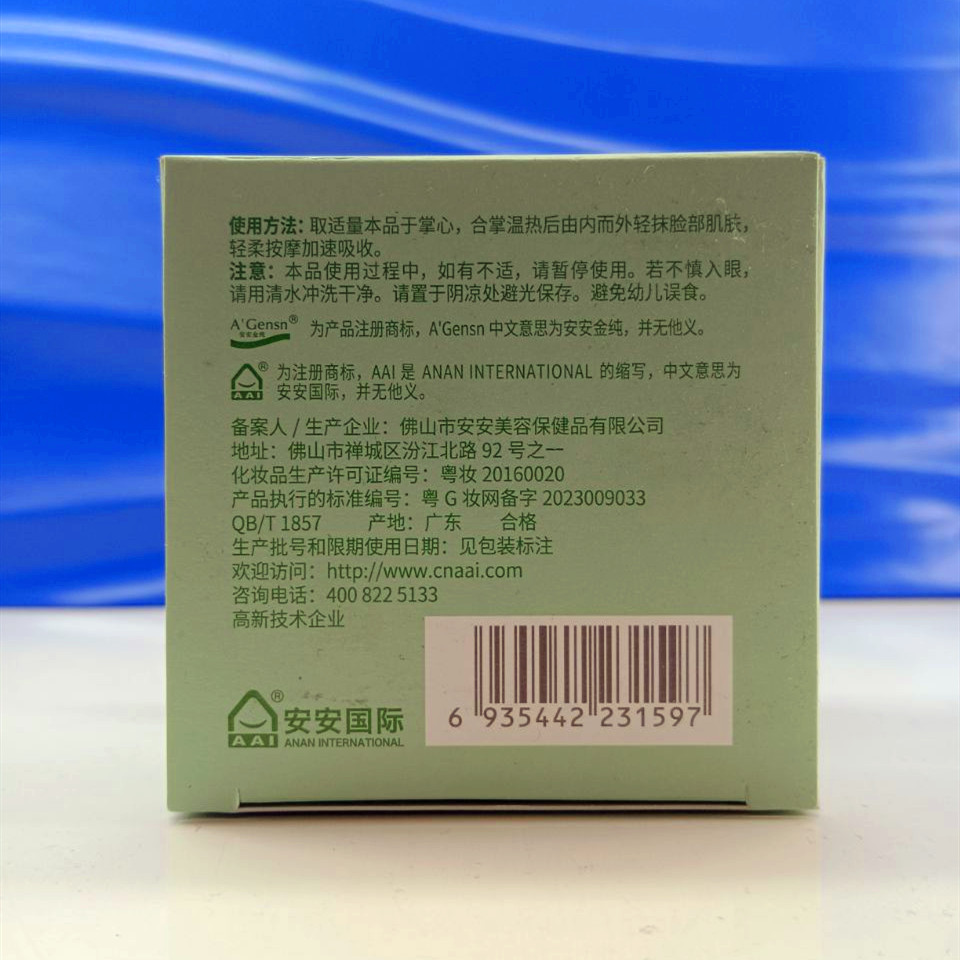 使用方法：取适量本品于掌心，合掌温热后由内而外轻抹脸部肌肤，
轻柔按摩加速吸收。
注意：本品使用过程中，如有不适，请暂停使用。若不慎入眼，
请用清水冲洗干净。请置于阴凉处避光保存。避免幼儿误食。
A'Gensn® 为产品注册商标，A'Gensn 中文意思为安安金纯，并无他义。
安安金纯
AAI® 为注册商标，AAI 是 ANAN INTERNATIONAL 的缩写，中文意思为
安安国际，并无他义。
备案人 / 生产企业：佛山市安安美容保健品有限公司
地址：佛山市禅城区汾江北路 92 号之一
化妆品生产许可证编号：粤妆 20160020
产品执行的标准编号：粤 G 妆网备字 2023009033
QB/T 1857 产地：广东 合格
生产批号和限期使用日期：见包装标注
欢迎访问：http://www.cnaai.com
咨询电话：400 822 5133
高新技术企业
AAI® 安安国际
ANAN INTERNATIONAL
6 935442 231597